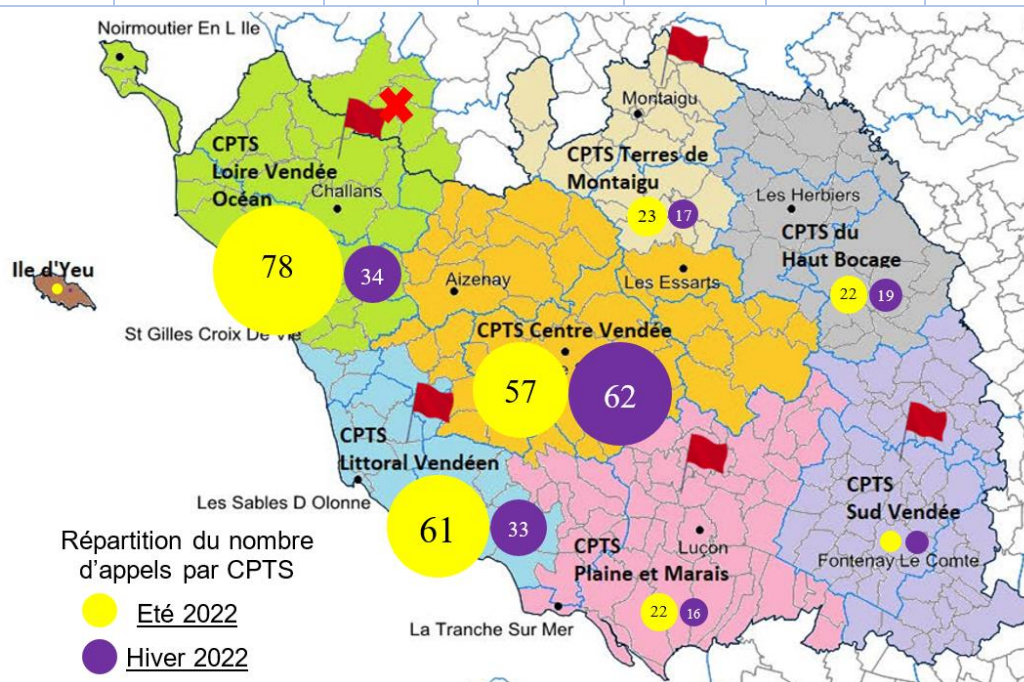 Noirmoutier En L Ile
Montaigu
CPTS
Loire Vendée
Océan
Challans
CPTS Terres de
Montaigu
23
17
Les Herbiers
CPTS du
Haut Bocage
22
19
78
34
Ile d'Yeu
Aizenay
Les Essarts
St Gilles Croix De Vie
CPTS Centre Vendée
57
62
CPTS
Littoral Vendéen
Les Sables D Olonne
61
33
CPTS
Sud Vendée
Fontenay Le Comte
Luçon
CPTS
Plaine et Marais
22
16
La Tranche Sur Mer
Répartition du nombre
d'appels par CPTS
Eté 2022
Hiver 2022